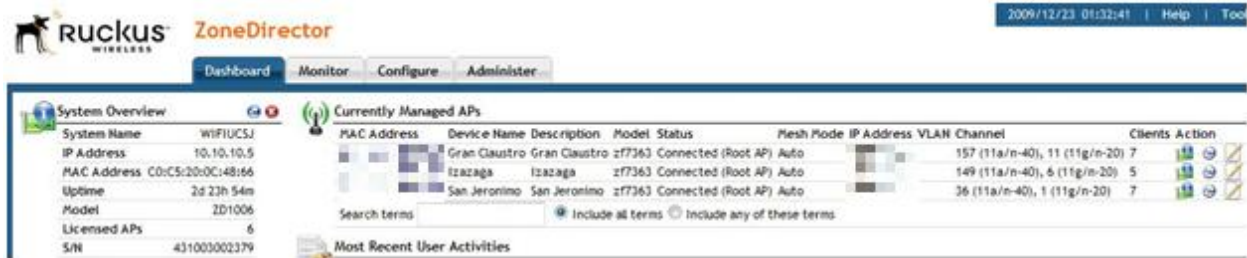 2009/12/23 01:32:41 | Help | Tool
RUCKUS ZoneDirector
WIRELESS
Dashboard Monitor Configure Administer
System Overview
System Name WIFIUCSJ
IP Address 10.10.10.5
MAC Address C0:C5:20:0C:48:66
Uptime 2d 23h 54m
Model ZD1006
Licensed APs 6
S/N 431003002379
Currently Managed APs
MAC Address Device Name Description Model Status Mesh Mode IP Address VLAN Channel Clients Action
Gran Claustro Gran Claustro zf7363 Connected (Root AP) Auto 157 (11a/n-40), 11 (11g/n-20) 7
Izazaga Izazaga zf7363 Connected (Root AP) Auto 149 (11a/n-40), 6 (11g/n-20) 5
San Jeronimo San Jeronimo zf7363 Connected (Root AP) Auto 36 (11a/n-40), 1 (11g/n-20) 7
Search terms Include all terms Include any of these terms
Most Recent User Activities